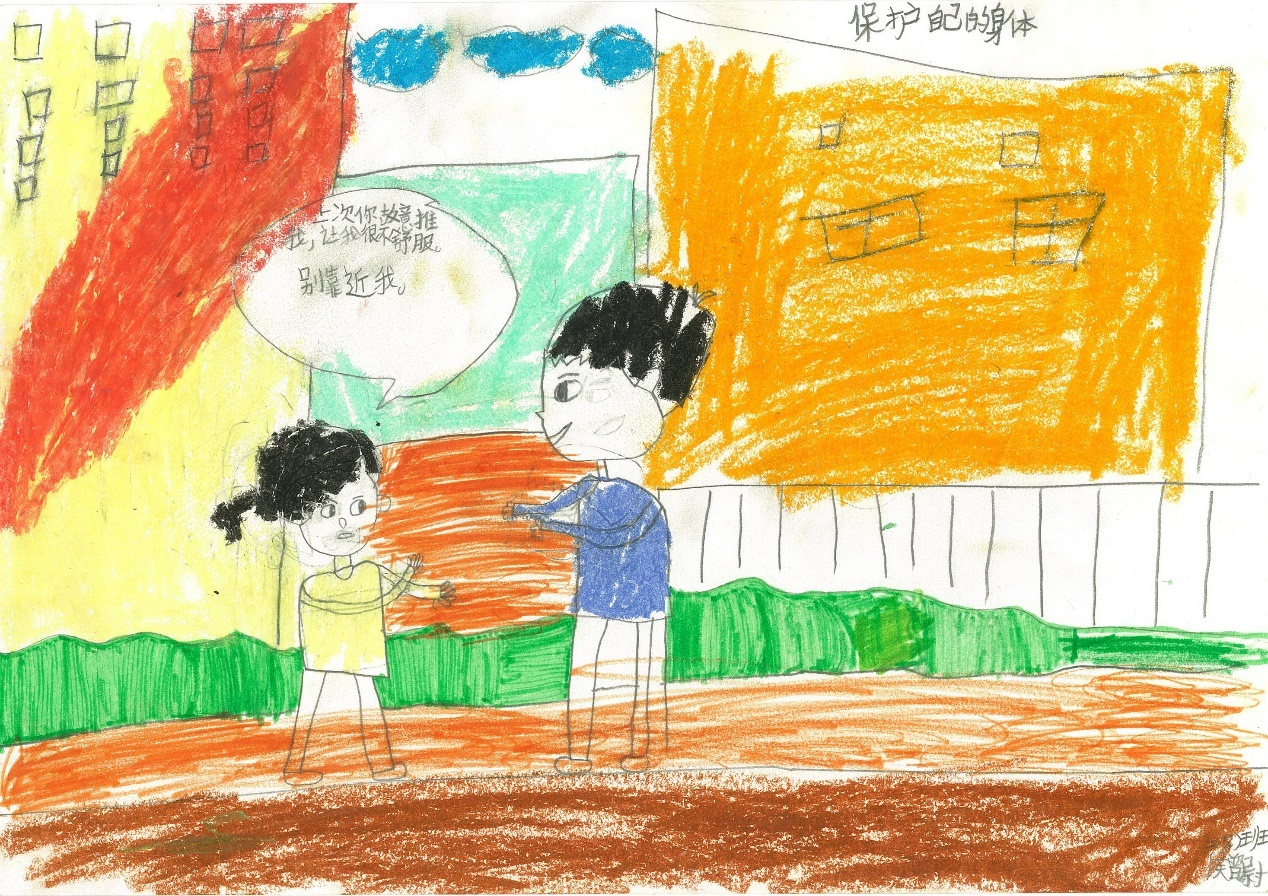 保护自己的身体
上次你故意推
我，让我很不舒服。
别靠近我。
班